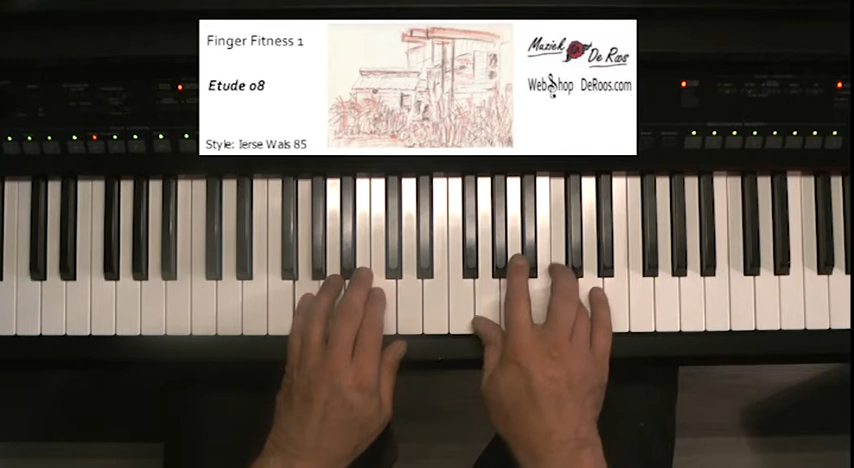 Finger Fitness 1
Etude 08
Style: Ierse Wals 85
Muziek De Roos
WebShop DeRoos.com